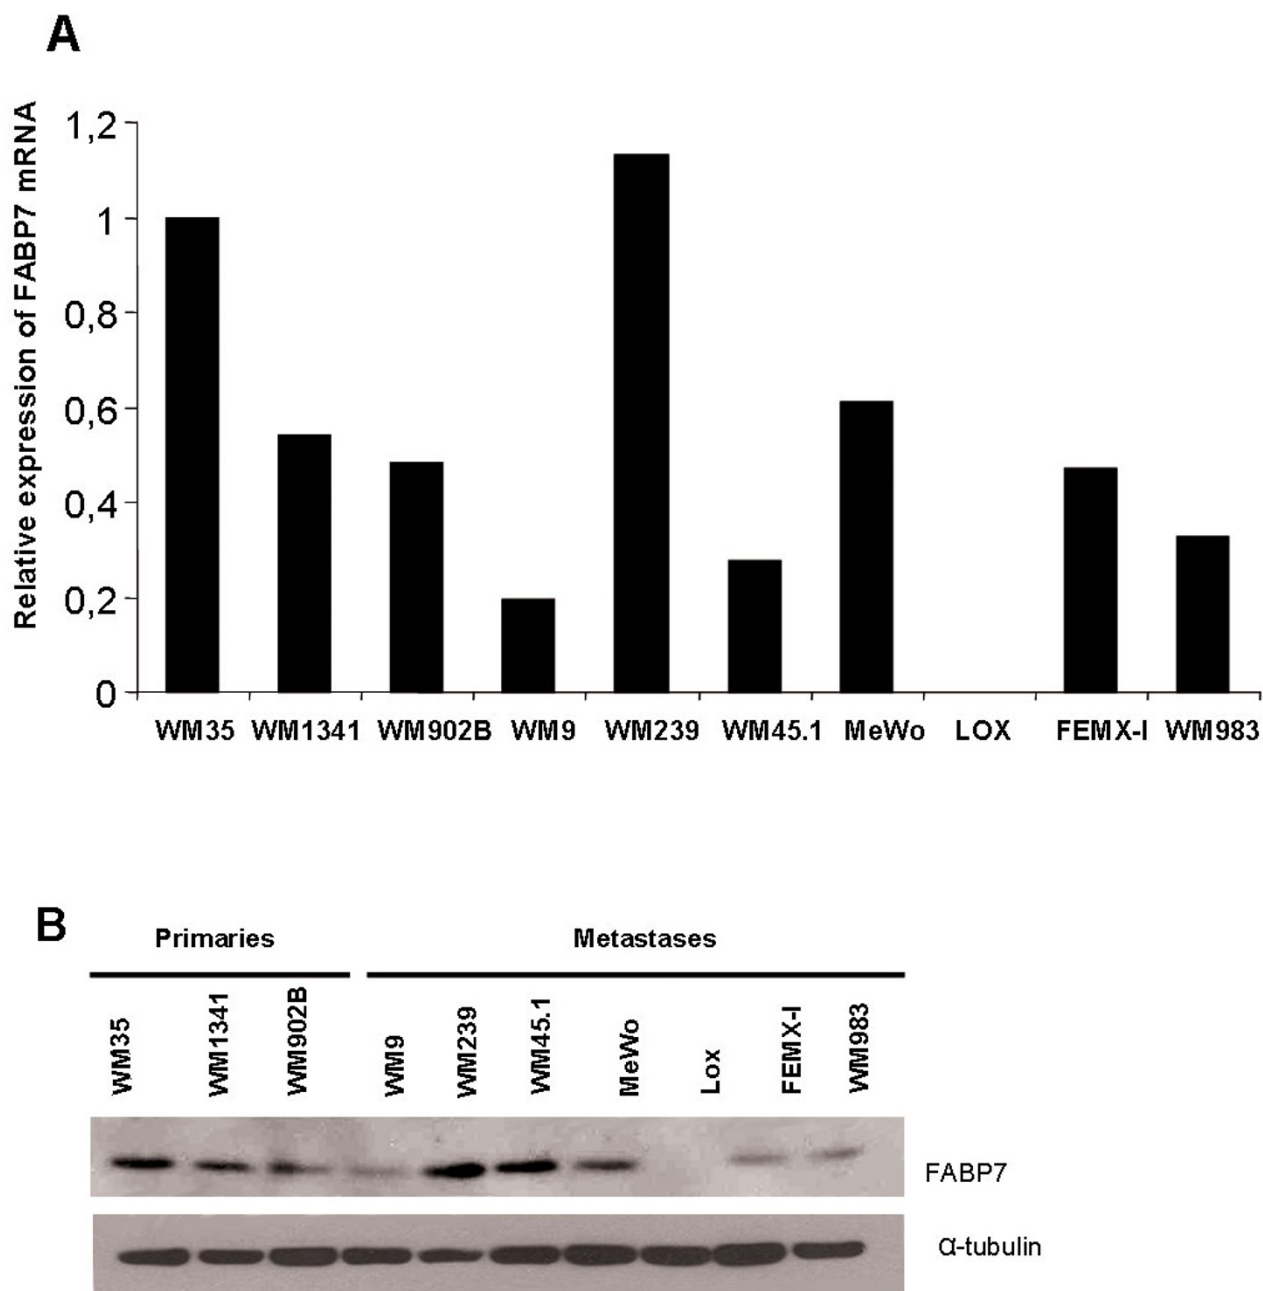 A
Relative expression of FABP7 mRNA
1,2
1
0,8
0,6
0,4
0,2
0
WM35 WM1341 WM902B WM9 WM239 WM45.1 MeWo LOX FEMX-I WM983
B
Primaries Metastases
WM35 WM1341 WM902B WM9 WM239 WM45.1 MeWo Lox FEMX-I WM983
FABP7
α-tubulin